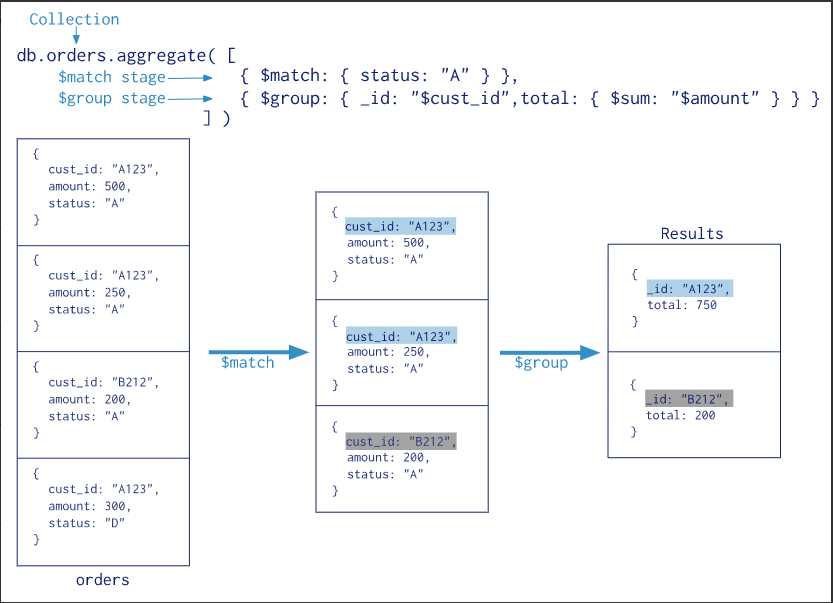 Collection
db.orders.aggregate( [
$match stage { $match: { status: "A" } },
$group stage { $group: { _id: "$cust_id",total: { $sum: "$amount" } } }
] )
{
cust_id: "A123",
amount: 500,
status: "A"
}
{
cust_id: "A123",
amount: 250,
status: "A"
}
{
cust_id: "B212",
amount: 200,
status: "A"
}
{
cust_id: "A123",
amount: 300,
status: "D"
}
orders
$match
{
cust_id: "A123",
amount: 500,
status: "A"
}
{
cust_id: "A123",
amount: 250,
status: "A"
}
{
cust_id: "B212",
amount: 200,
status: "A"
}
$group
Results
{
_id: "A123",
total: 750
}
{
_id: "B212",
total: 200
}